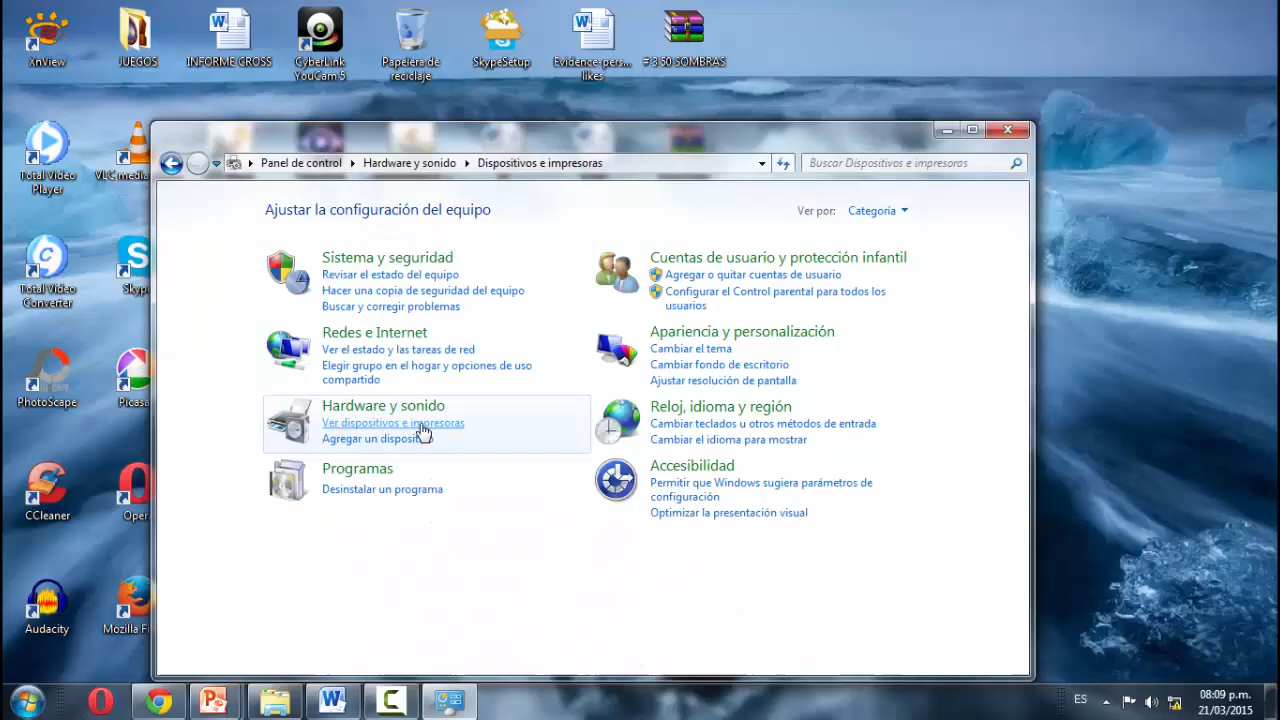 XnView
JUEGOS
INFORME CROSS
CyberLink
YouCam 5
Papelera de
reciclaje
SkypeSetup
Evidence-pers...
likes
# 3 50 SOMBRAS
Total Video
Player
VLC media
Total Video
Converter
Skyp
PhotoScape
Picasa
CCleaner
Oper
Audacity
Mozilla Fi
Panel de control
Hardware y sonido
Dispositivos e impresoras
Buscar Dispositivos e impresoras
Ajustar la configuración del equipo
Ver por: Categoría
Sistema y seguridad
Revisar el estado del equipo
Hacer una copia de seguridad del equipo
Buscar y corregir problemas
Redes e Internet
Ver el estado y las tareas de red
Elegir grupo en el hogar y opciones de uso
compartido
Hardware y sonido
Ver dispositivos e impresoras
Agregar un dispositivo
Programas
Desinstalar un programa
Cuentas de usuario y protección infantil
Agregar o quitar cuentas de usuario
Configurar el Control parental para todos los
usuarios
Apariencia y personalización
Cambiar el tema
Cambiar fondo de escritorio
Ajustar resolución de pantalla
Reloj, idioma y región
Cambiar teclados u otros métodos de entrada
Cambiar el idioma para mostrar
Accesibilidad
Permitir que Windows sugiera parámetros de
configuración
Optimizar la presentación visual
ES
08:09 p.m.
21/03/2015